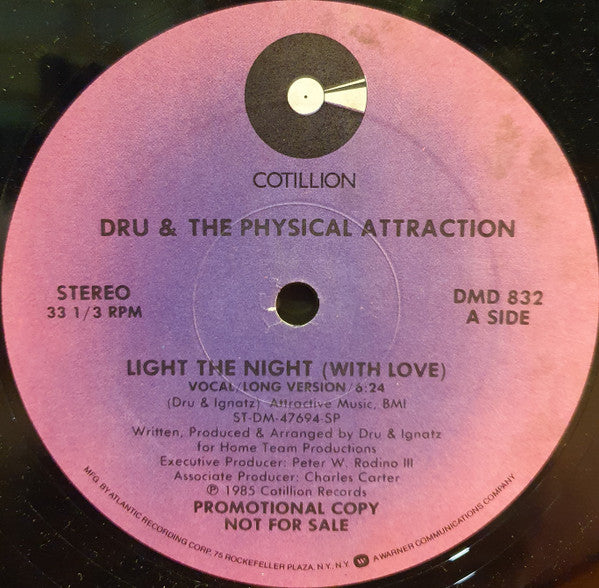 COTILLION
DRU & THE PHYSICAL ATTRACTION
STEREO
33 1/3 RPM
DMD 832
A SIDE
LIGHT THE NIGHT (WITH LOVE)
VOCAL/LONG VERSION/6:24
(Dru & Ignatz) Attractive Music, BMI
ST-DM-47694-SP
Written, Produced & Arranged by Dru & Ignatz
for Home Team Productions
Executive Producer: Peter W. Rodino III
Associate Producer: Charles Carter
℗ 1985 Cotillion Records
PROMOTIONAL COPY
NOT FOR SALE
MFG. BY ATLANTIC RECORDING CORP. 75 ROCKEFELLER PLAZA, N.Y. N.Y. A WARNER COMMUNICATIONS COMPANY